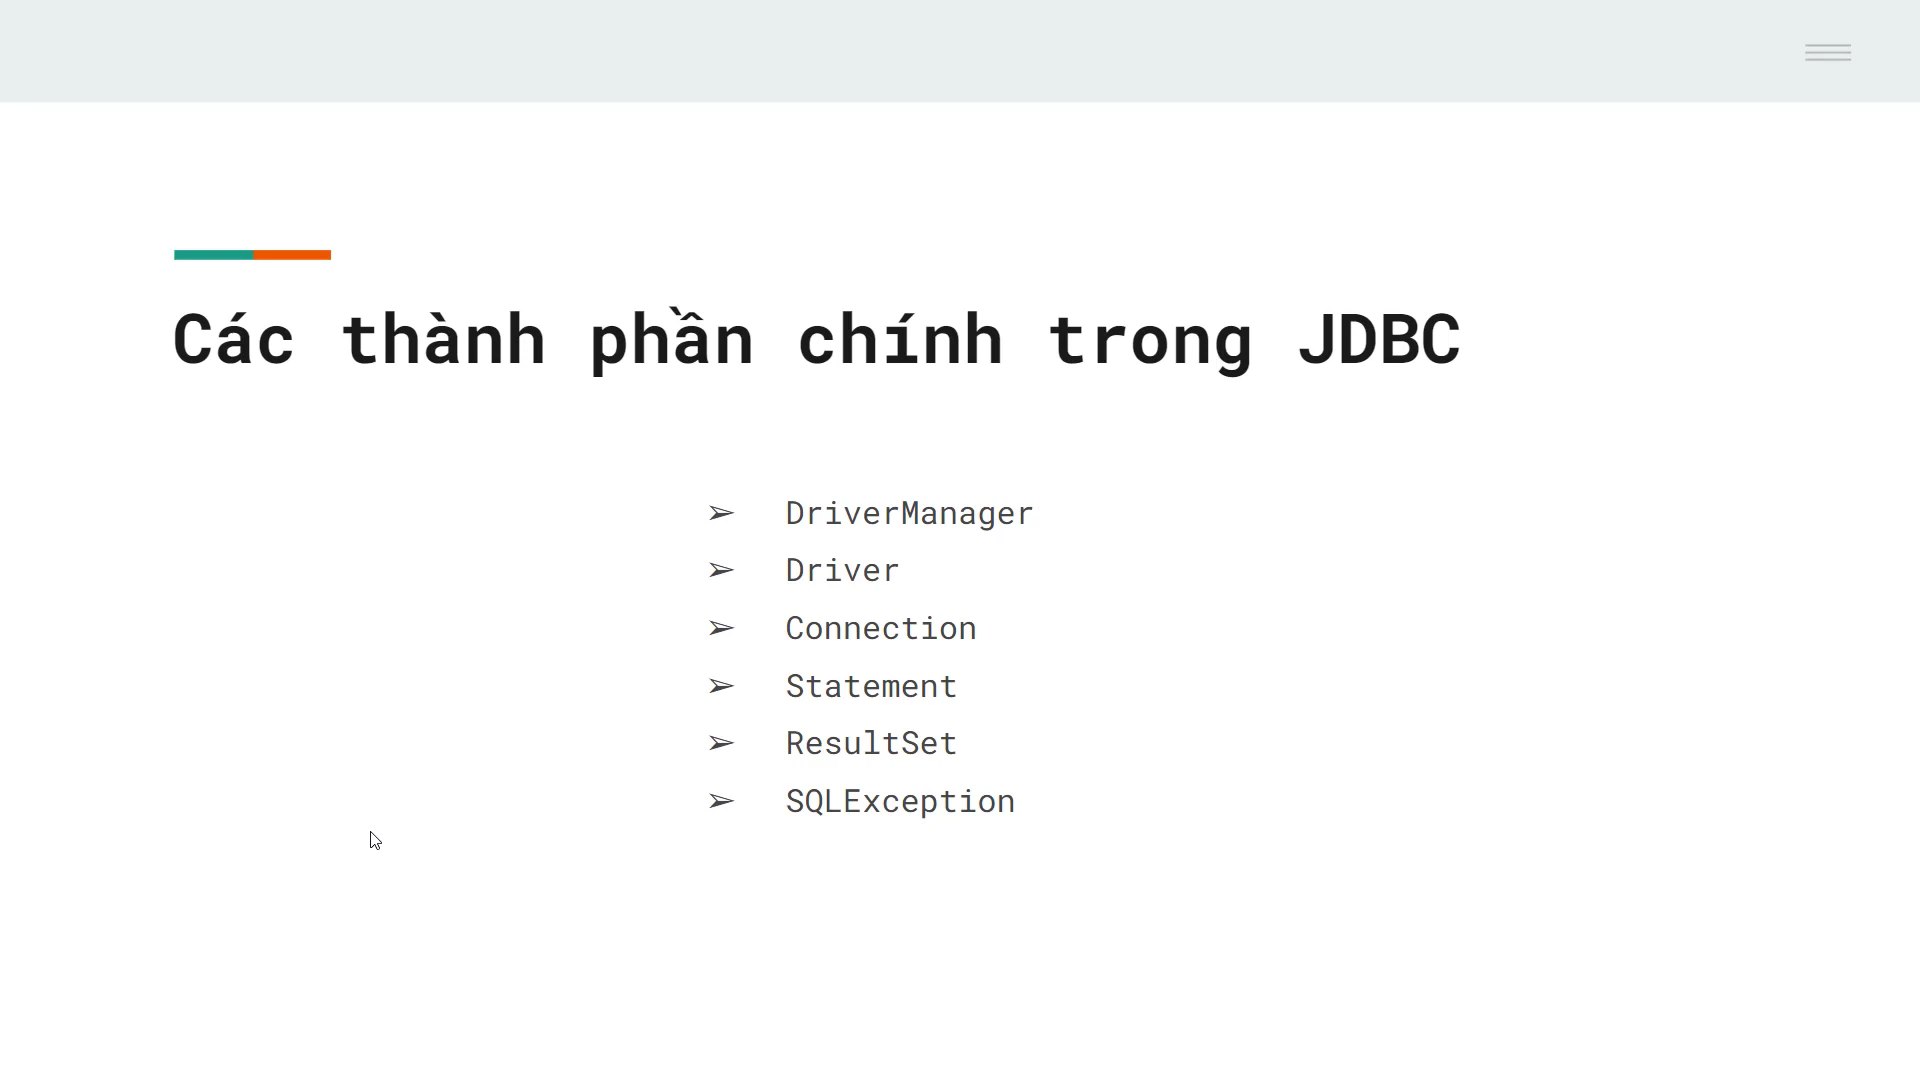 Các thành phần chính trong JDBC
➢ DriverManager
➢ Driver
➢ Connection
➢ Statement
➢ ResultSet
➢ SQLException